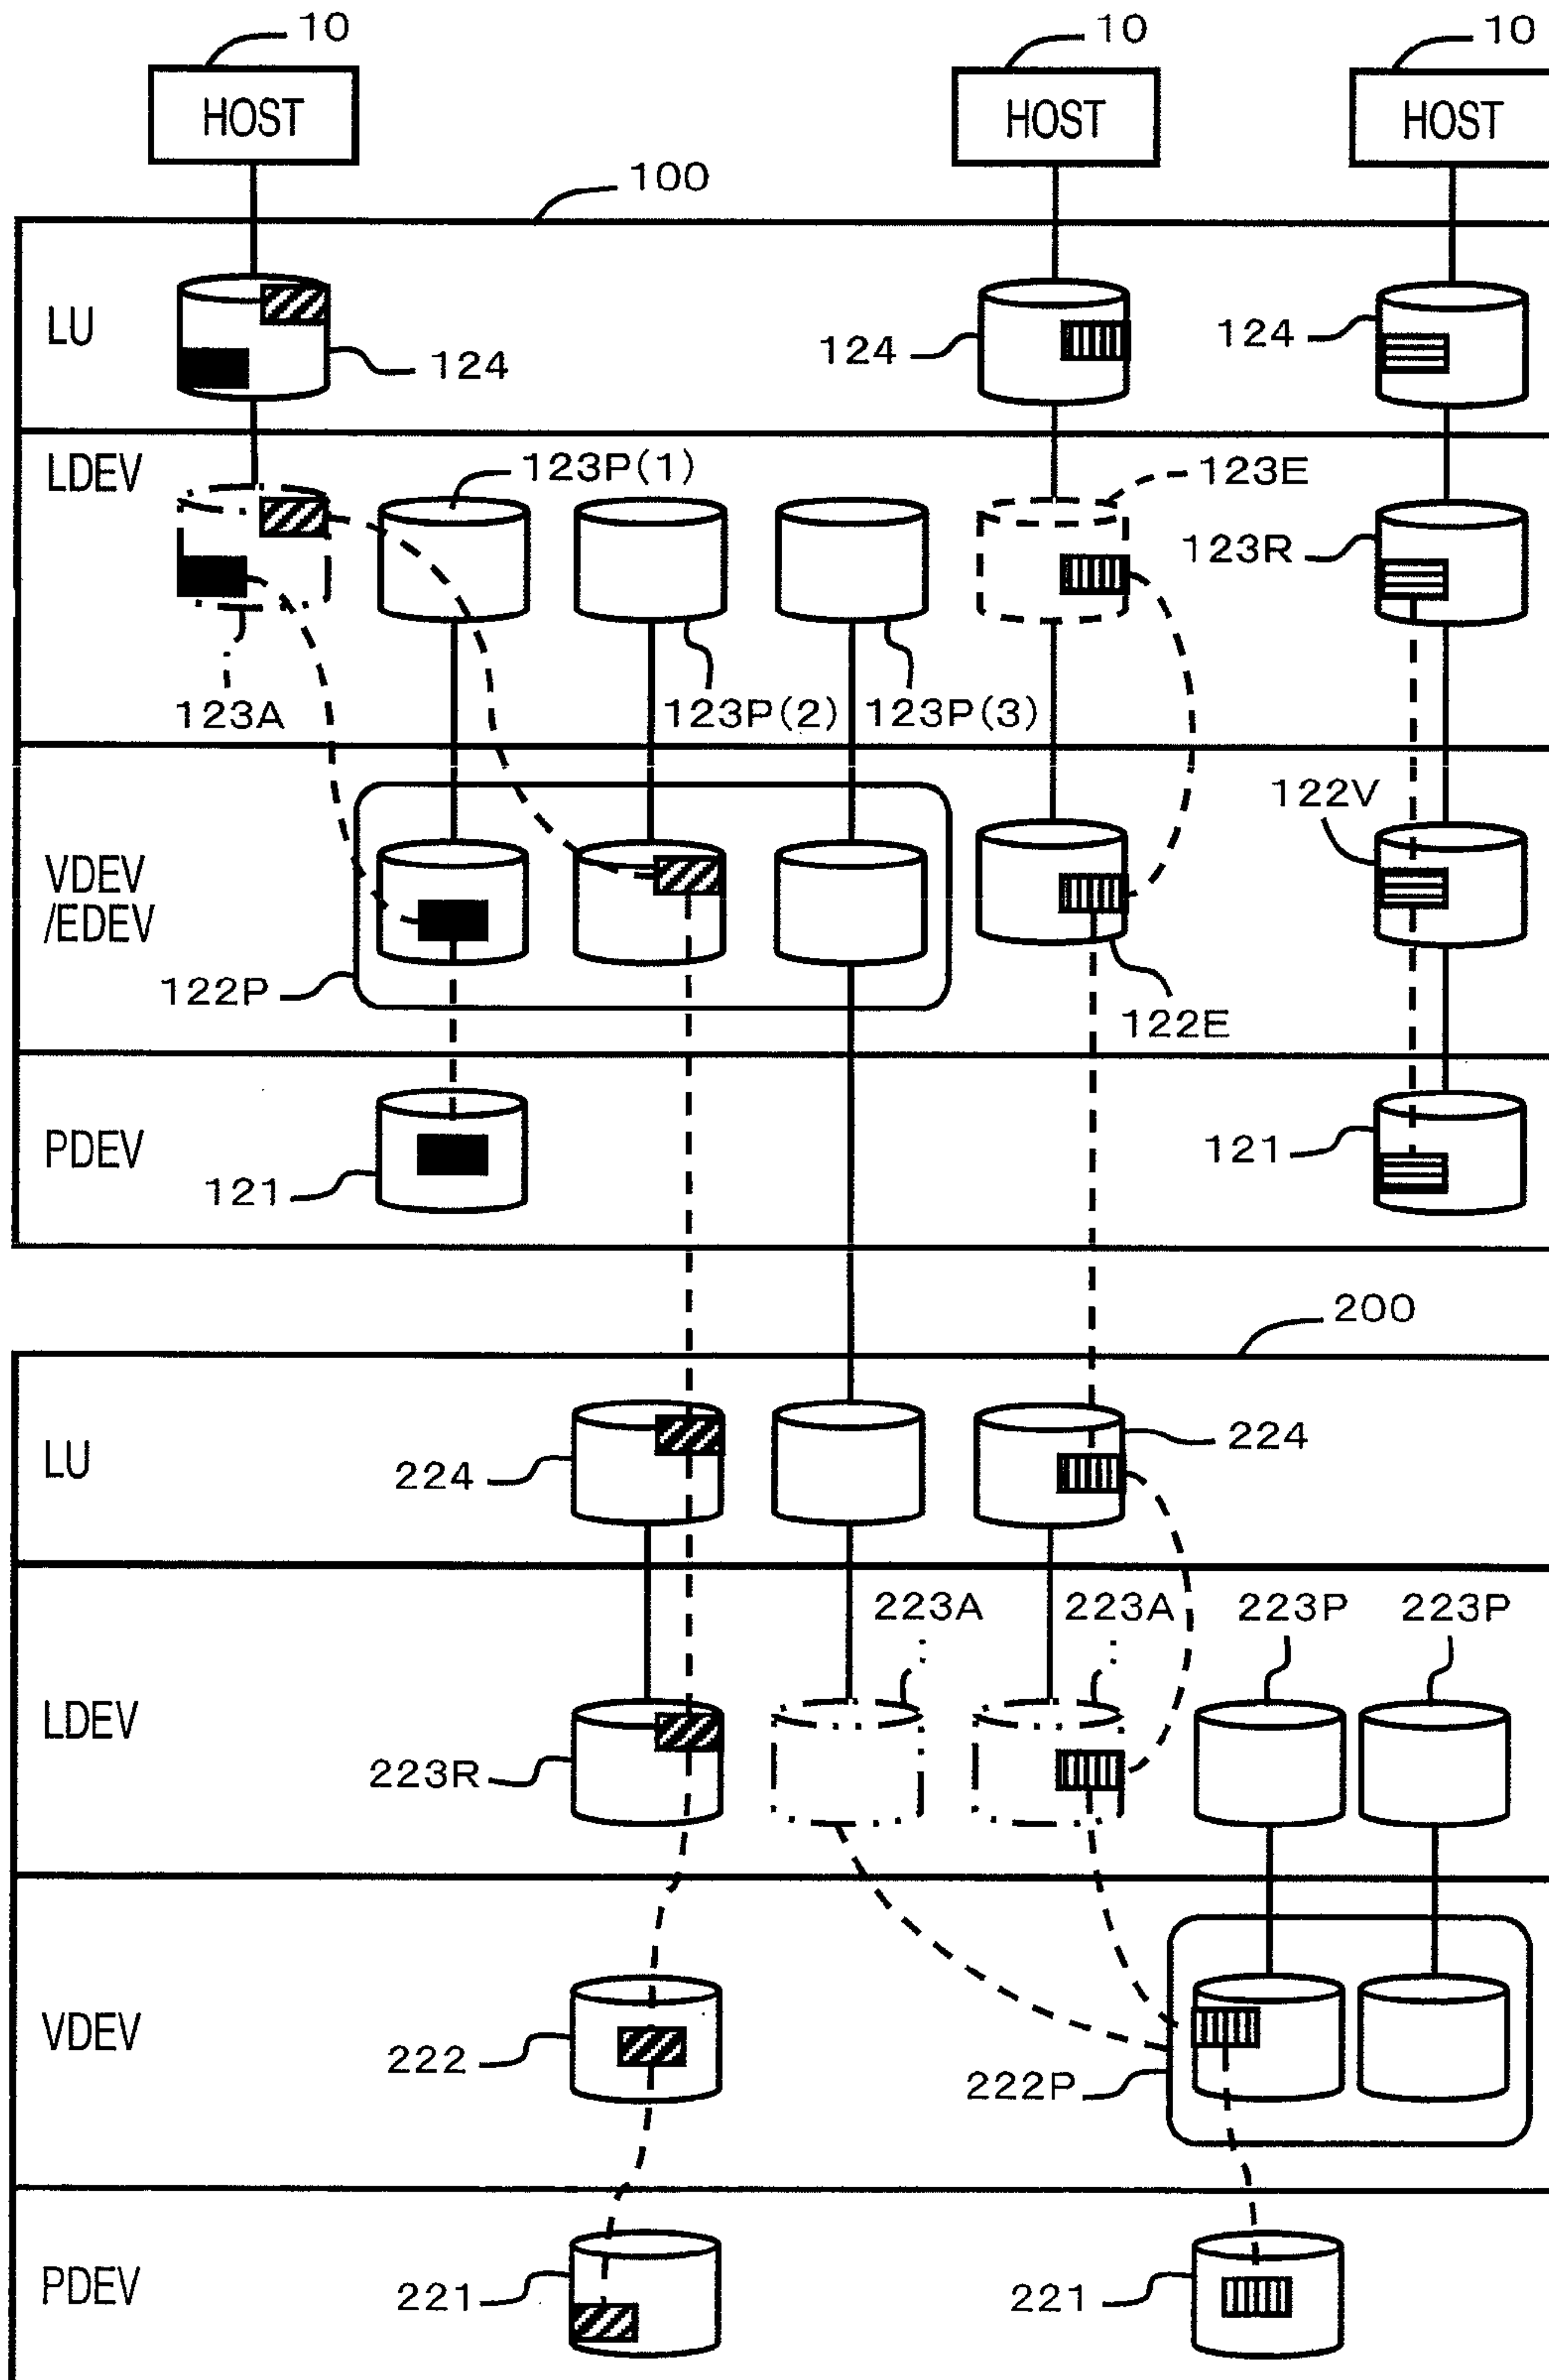 10
10
10
HOST
HOST
HOST
100
LU
124
124
124
LDEV
123P(1)
123E
123R
123A
123P(2)
123P(3)
122V
VDEV
/EDEV
122P
122E
PDEV
121
121
200
LU
224
224
223A
223A
223P
223P
LDEV
223R
VDEV
222
222P
PDEV
221
221